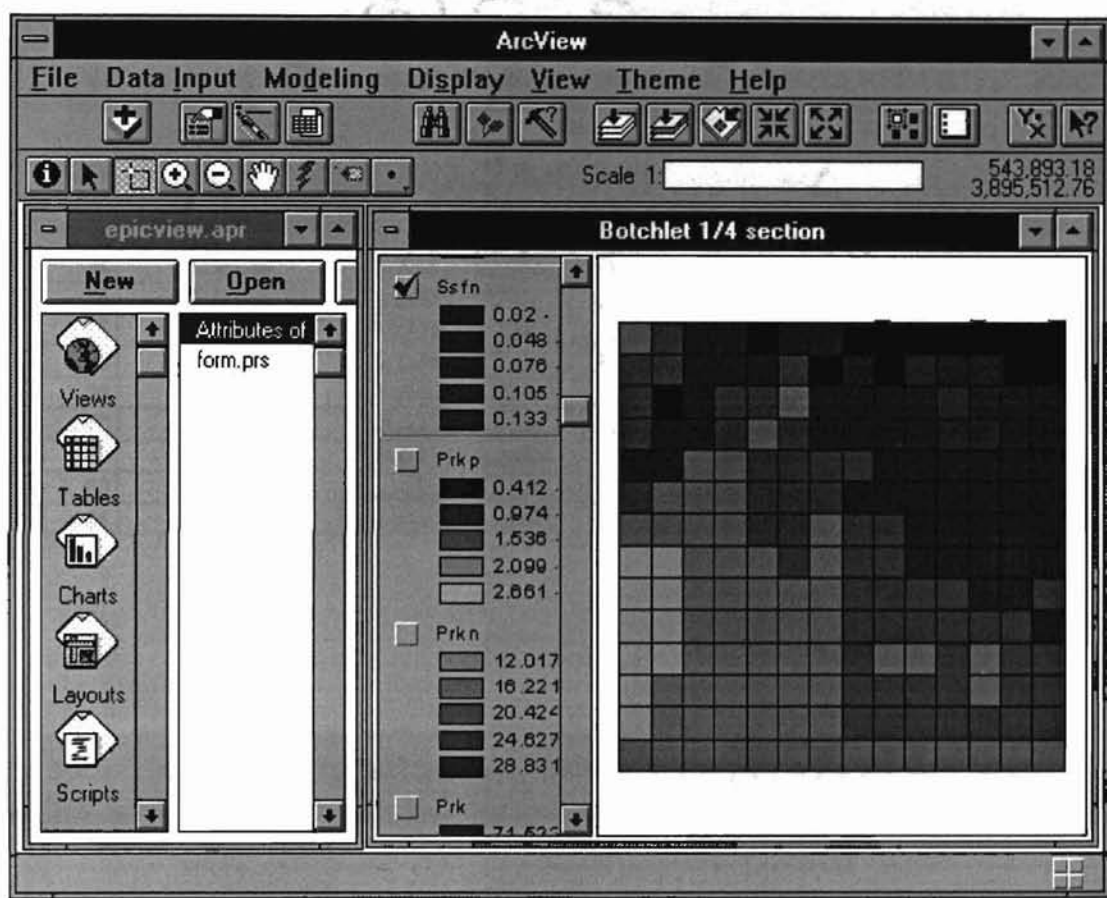 ArcView
File Data Input Modeling Display View Theme Help
Scale 1:
543,893.18
3,895,512.76
epicview.apr
Botchlet 1/4 section
New Open
Attributes of
form.prs
Views
Tables
Charts
Layouts
Scripts
Ssfn
0.02 -
0.048
0.076
0.105
0.133
Prkp
0.412
0.974
1.536
2.099
2.661
Prkn
12.017
16.221
20.424
24.627
28.831
Prk